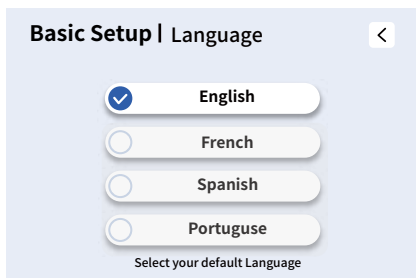 Basic Setup | Language
English
French
Spanish
Portuguse
Select your default Language